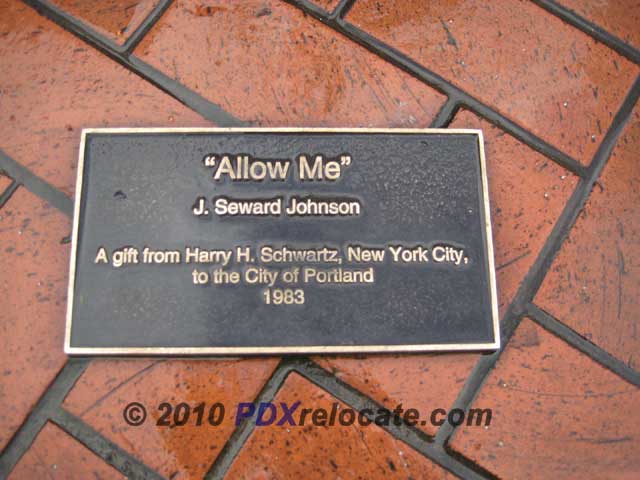 “Allow Me”
J. Seward Johnson
A gift from Harry H. Schwartz, New York City,
to the City of Portland
1983
© 2010 PDXrelocate.com